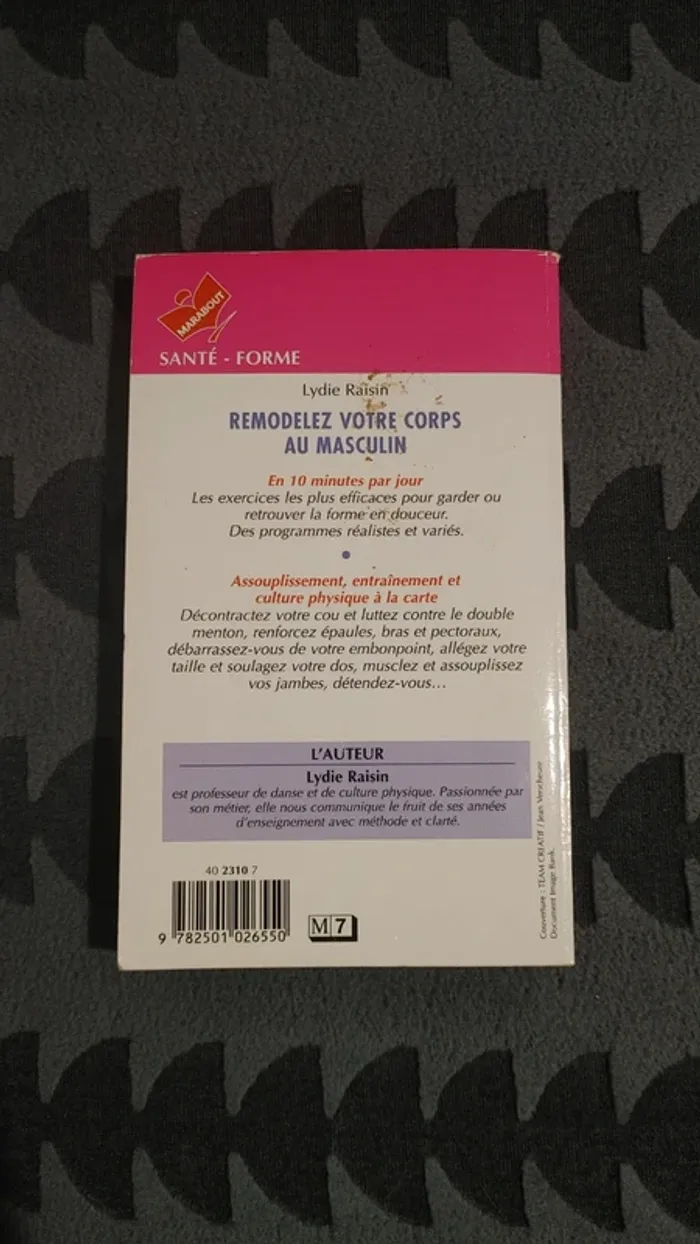 MARABOUT
SANTÉ - FORME
Lydie Raisin
REMODELEZ VOTRE CORPS
AU MASCULIN
En 10 minutes par jour
Les exercices les plus efficaces pour garder ou
retrouver la forme en douceur.
Des programmes réalistes et variés.
Assouplissement, entraînement et
culture physique à la carte
Décontractez votre cou et luttez contre le double
menton, renforcez épaules, bras et pectoraux,
débarrassez-vous de votre embonpoint, allégez votre
taille et soulagez votre dos, musclez et assouplissez
vos jambes, détendez-vous...
L'AUTEUR
Lydie Raisin
est professeur de danse et de culture physique. Passionnée par
son métier, elle nous communique le fruit de ses années
d'enseignement avec méthode et clarté.
40 2310 7
9 782501 026550
M 7
Couverture : TEAM CREATIF / Jean Verscheure
Document Image Bank.